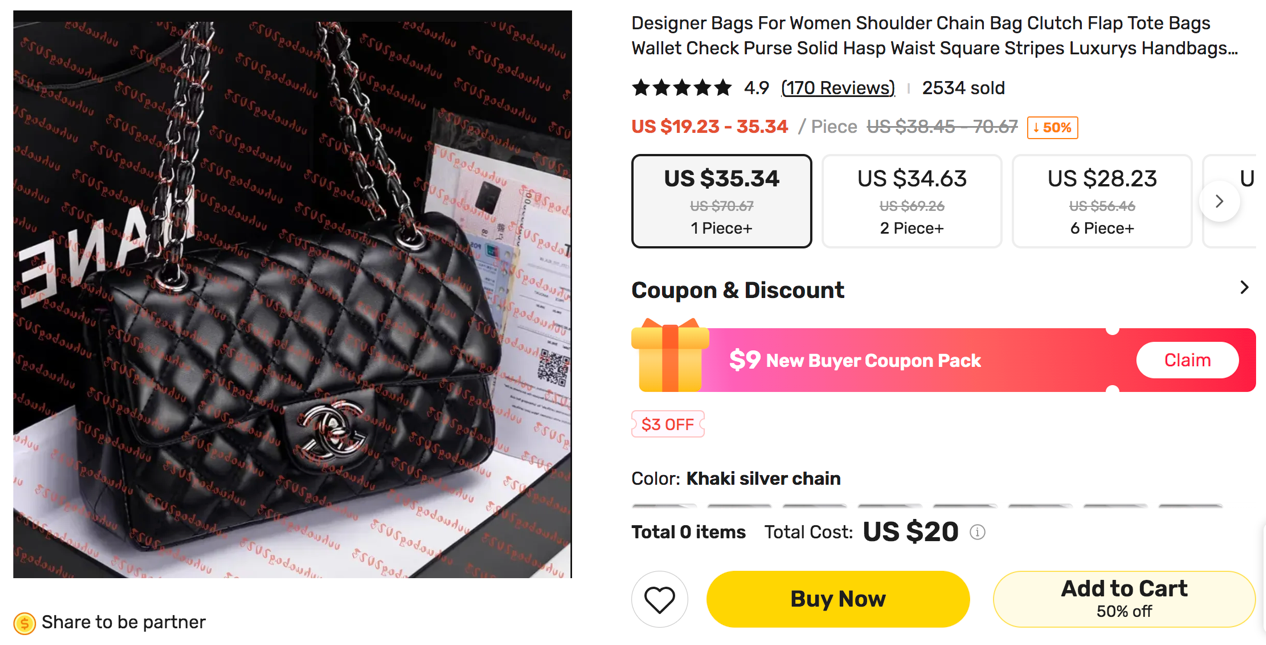 Designer Bags For Women Shoulder Chain Bag Clutch Flap Tote Bags
Wallet Check Purse Solid Hasp Waist Square Stripes Luxurys Handbags...
4.9 (170 Reviews) | 2534 sold
US $19.23 - 35.34 / Piece US $38.45 - 70.67 ↓ 50%
US $35.34
US $70.67
1 Piece+
US $34.63
US $69.26
2 Piece+
US $28.23
US $56.46
6 Piece+
U
Coupon & Discount
$9 New Buyer Coupon Pack
Claim
$3 OFF
Color: Khaki silver chain
Total 0 items Total Cost: US $20
Buy Now
Add to Cart
50% off
$ Share to be partner